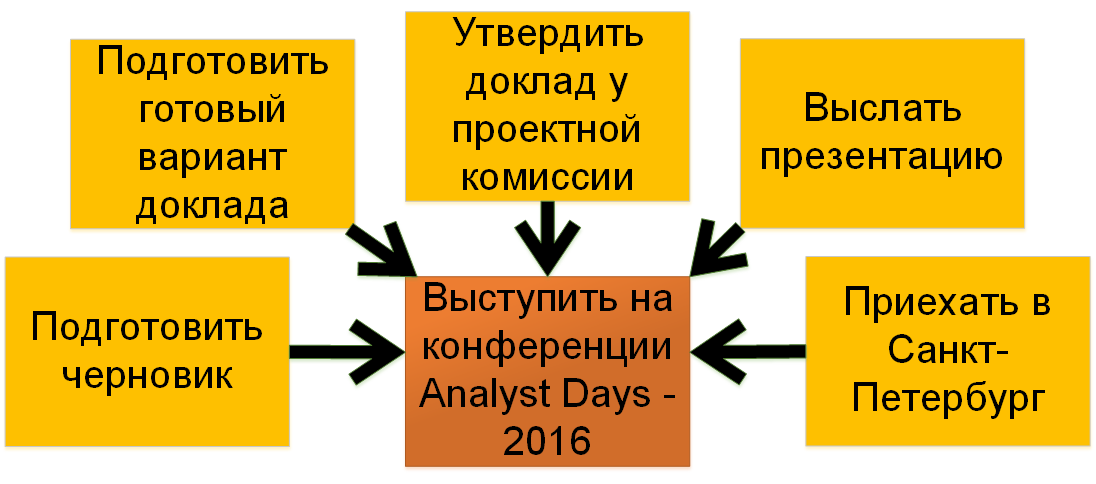 Подготовить
готовый
вариант
доклада
Утвердить
доклад у
проектной
комиссии
Выслать
презентацию
Подготовить
черновик
Выступить на
конференции
Analyst Days -
2016
Приехать в
Санкт-
Петербург